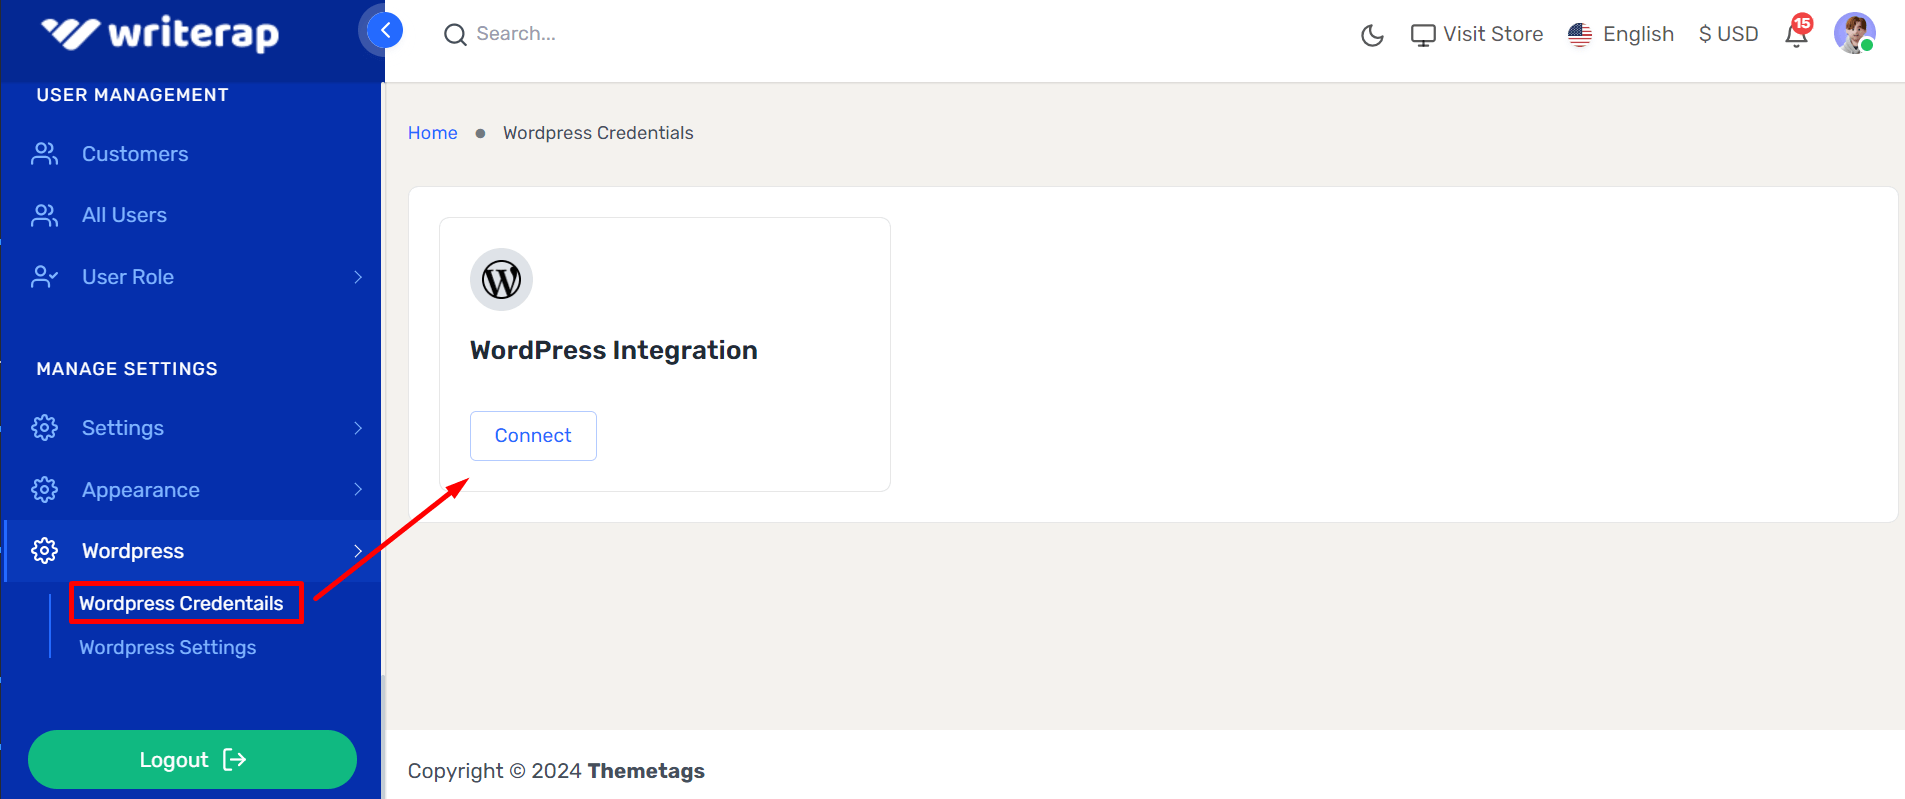 writerap
Search...
Visit Store
English
$ USD
15
USER MANAGEMENT
Customers
All Users
User Role
MANAGE SETTINGS
Settings
Appearance
Wordpress
Wordpress Credentails
Wordpress Settings
Logout
Home ● Wordpress Credentials
WordPress Integration
Connect
Copyright © 2024 Themetags